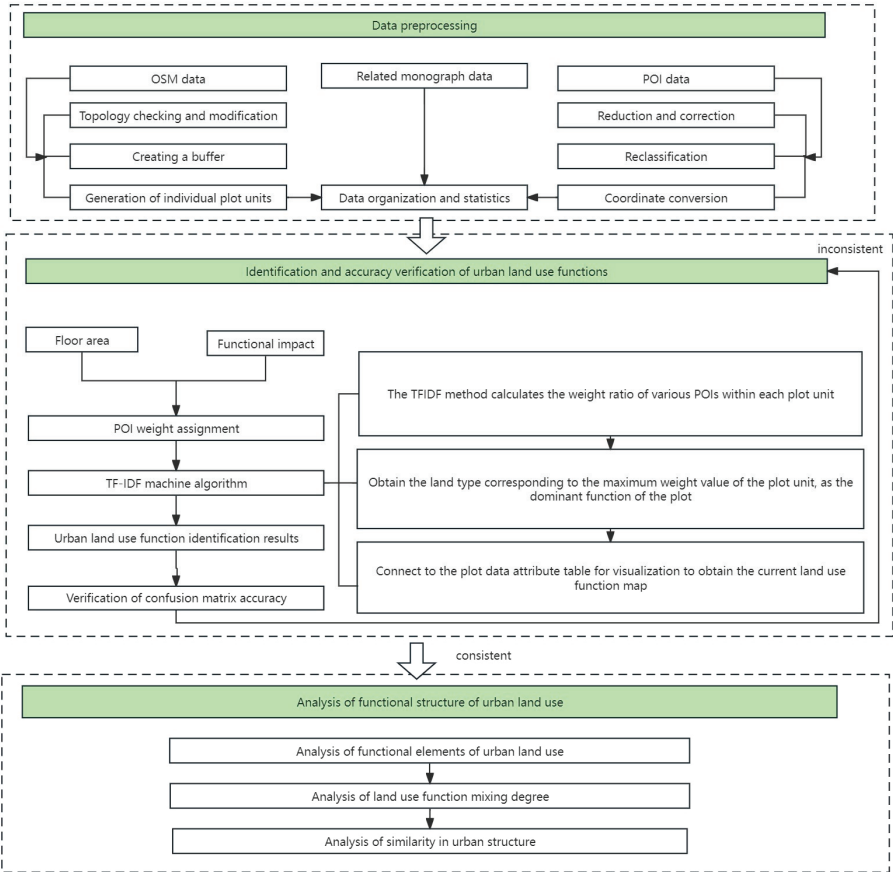 Data preprocessing
OSM data
Related monograph data
POI data
Topology checking and modification
Reduction and correction
Creating a buffer
Reclassification
Generation of individual plot units
Data organization and statistics
Coordinate conversion
inconsistent
Identification and accuracy verification of urban land use functions
Floor area
Functional impact
The TFIDF method calculates the weight ratio of various POIs within each plot unit
POI weight assignment
TF-IDF machine algorithm
Obtain the land type corresponding to the maximum weight value of the plot unit, as the
dominant function of the plot
Urban land use function identification results
Connect to the plot data attribute table for visualization to obtain the current land use
function map
Verification of confusion matrix accuracy
consistent
Analysis of functional structure of urban land use
Analysis of functional elements of urban land use
Analysis of land use function mixing degree
Analysis of similarity in urban structure